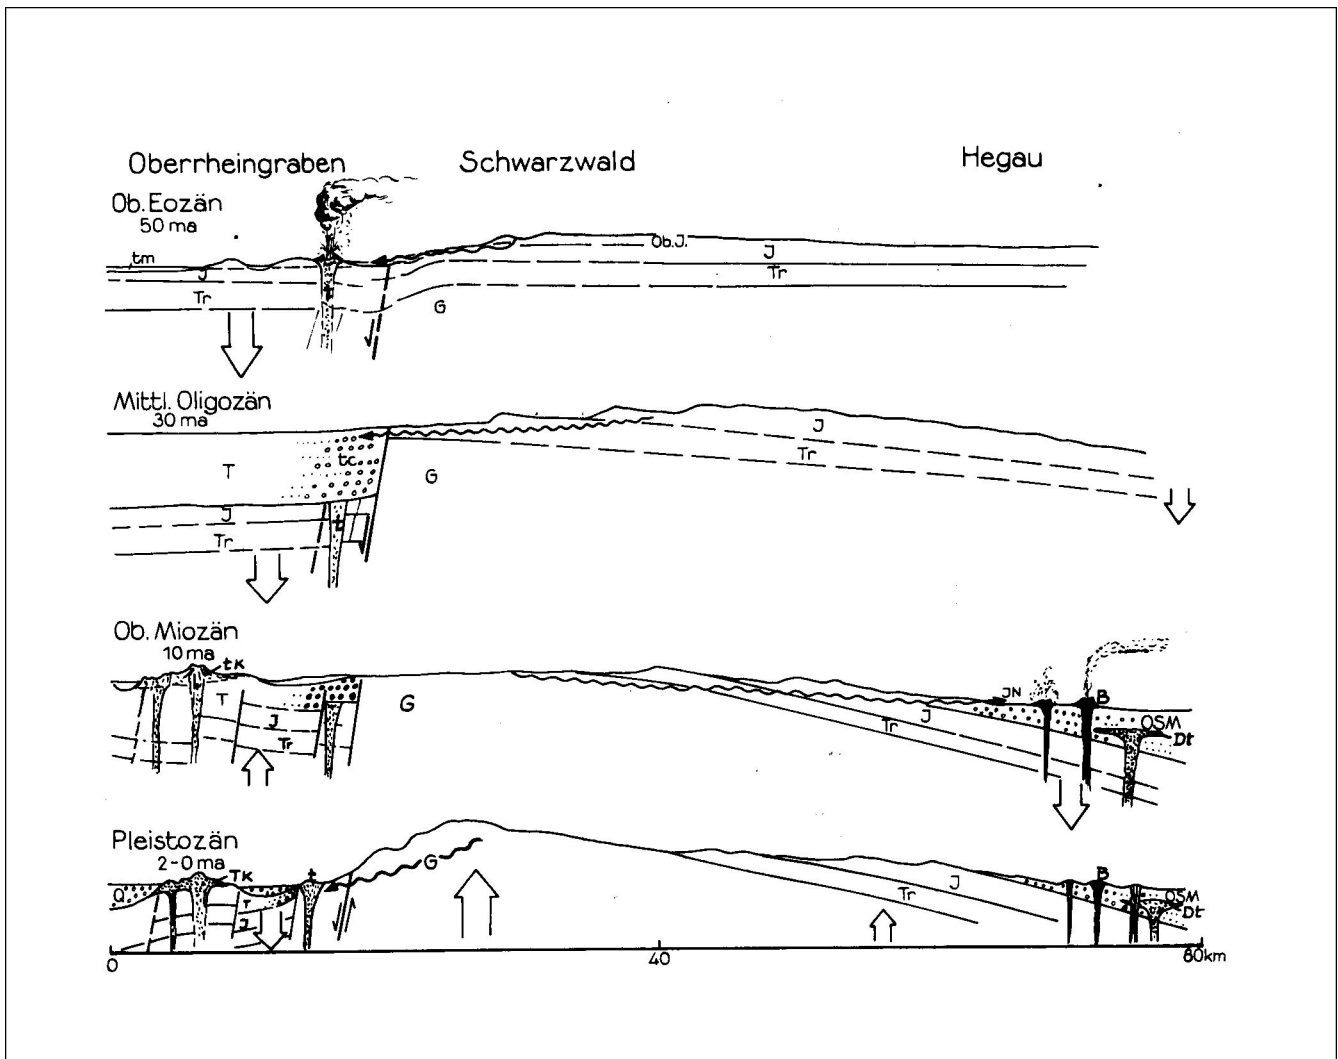 Oberrheingraben Schwarzwald Hegau
Ob. Eozän
50 ma
Ob.J.
tm
J
J
Tr
t
Tr
G
Mittl. Oligozän
30 ma
J
tc
Tr
T
G
J
t
Tr
Ob. Miozän
10 ma
tK
T
G
JN
B
J
J
OSM
Tr
Tr
Dt
Pleistozän
2-0 ma
TK
t
G
B
Q
T
J
OSM
J
Tr
Dt
0 40 80km